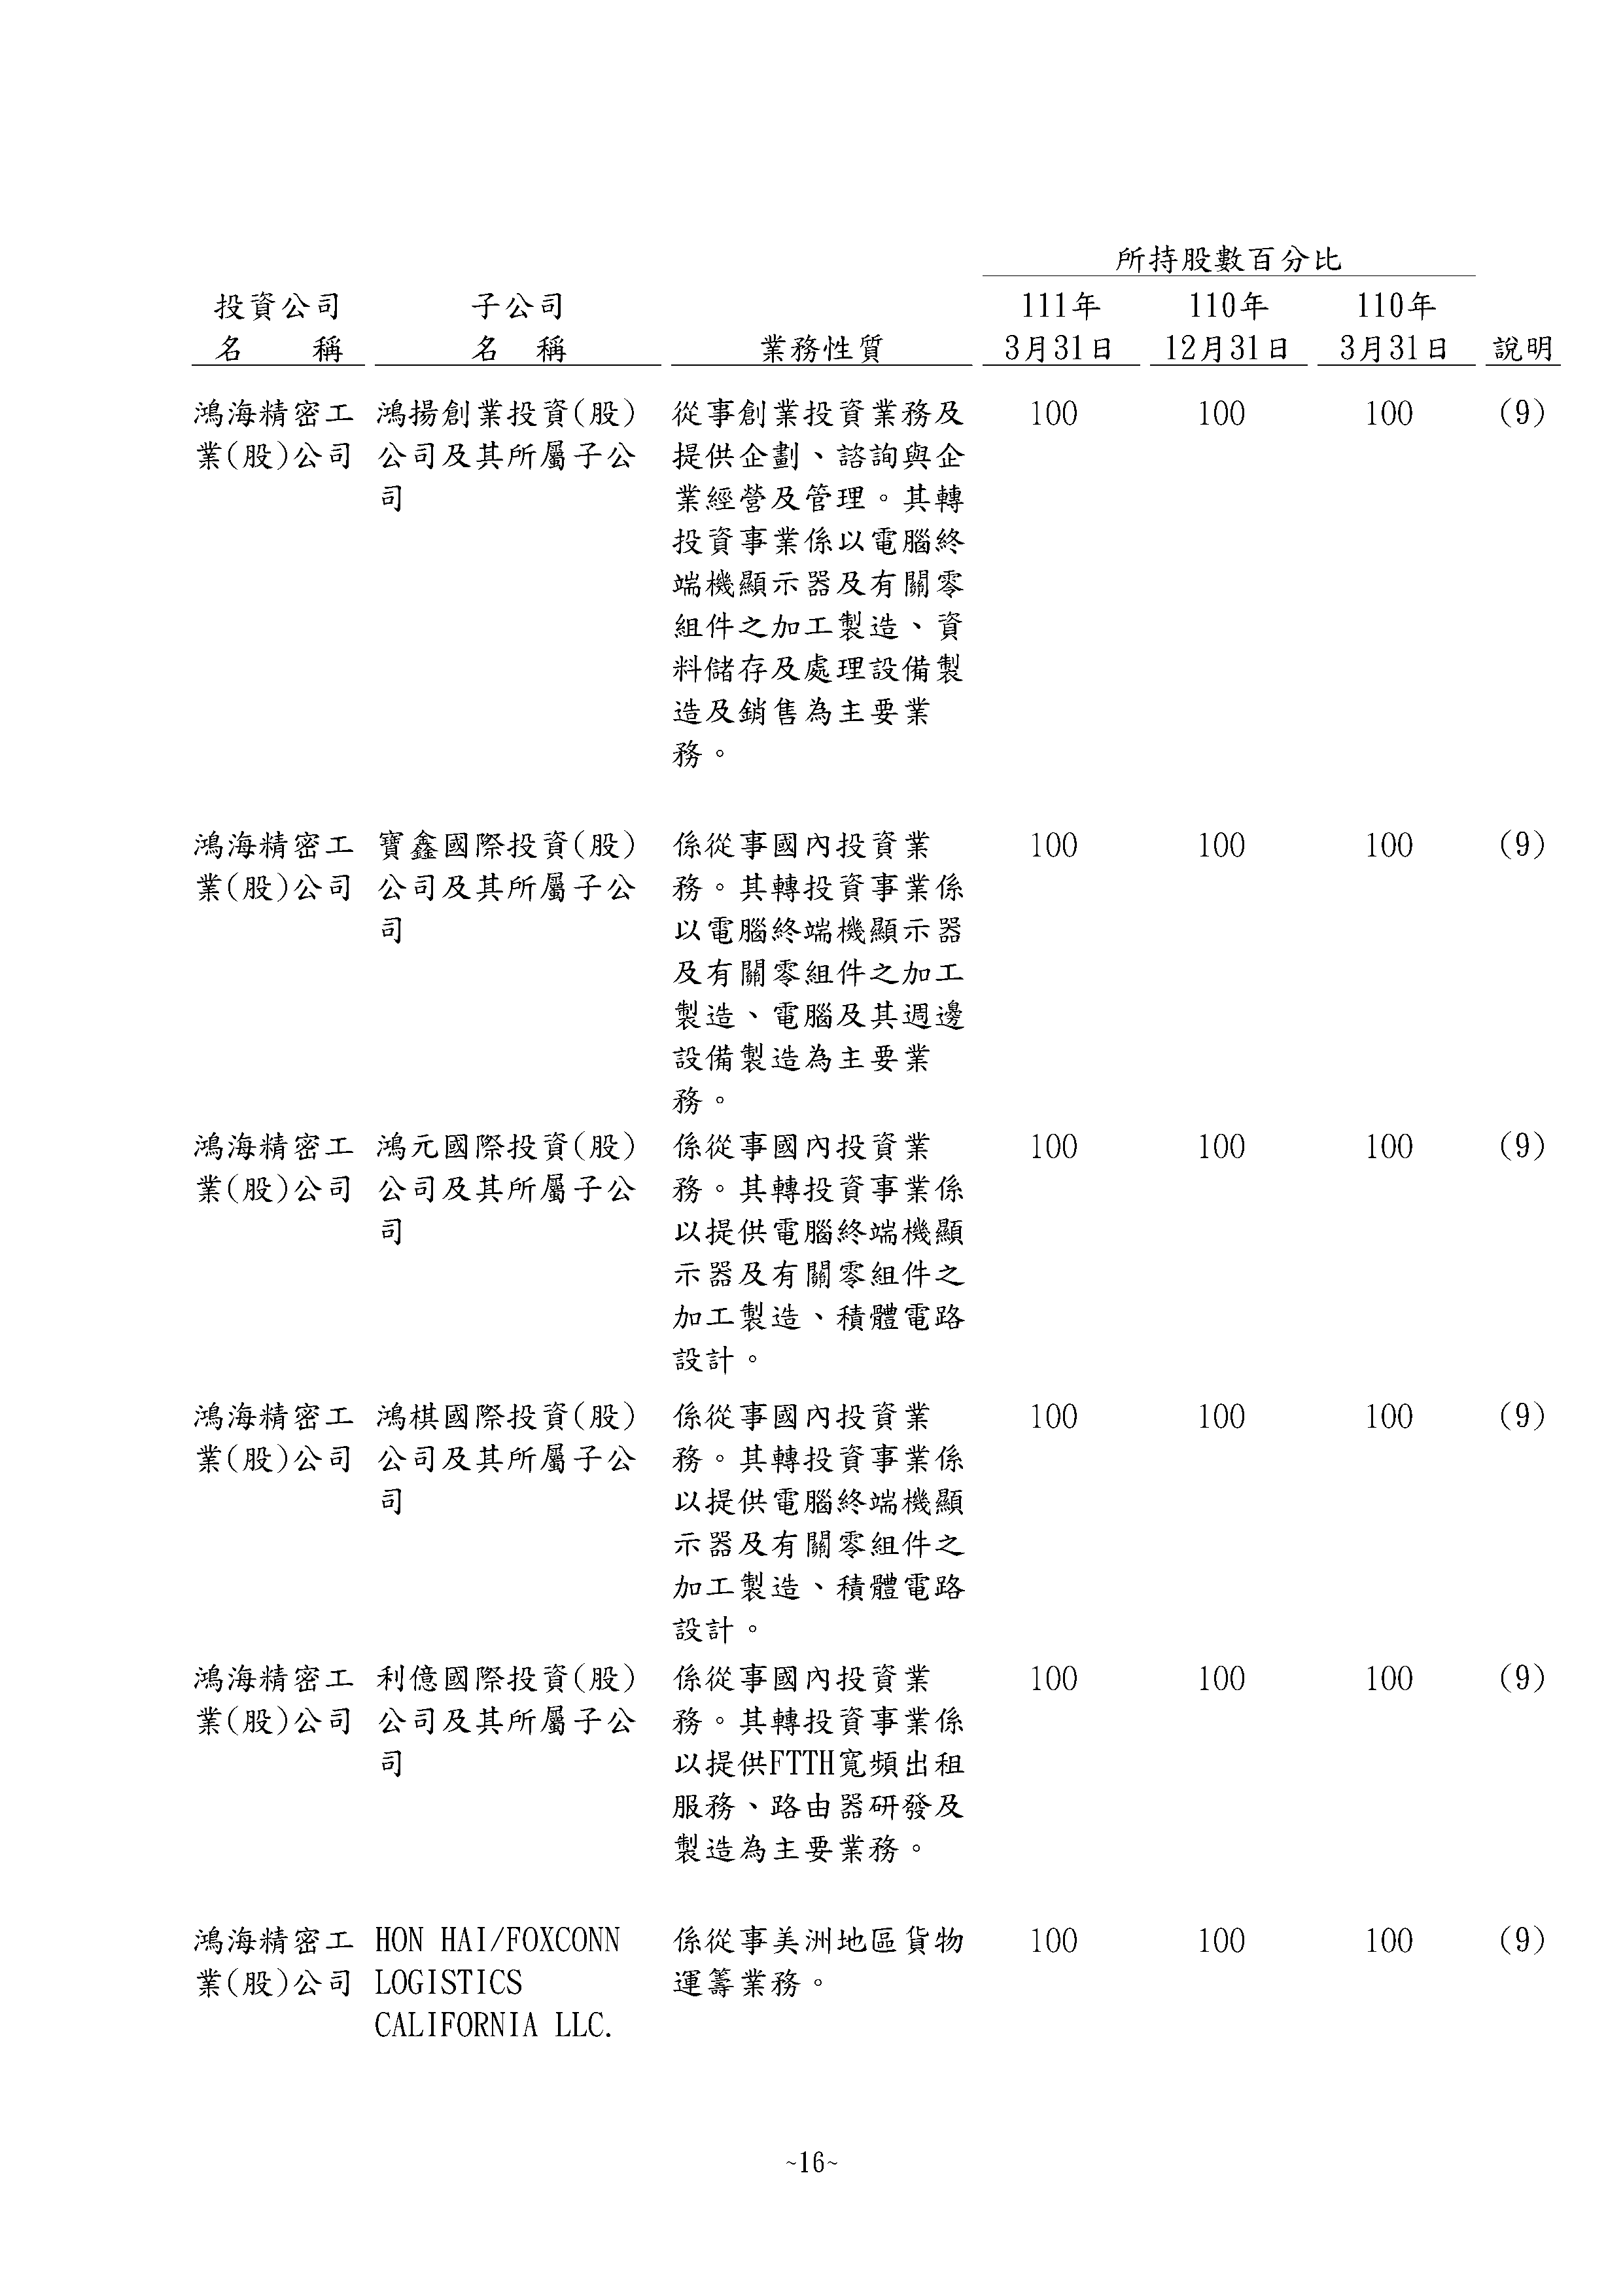 所持股數百分比
投資公司 子公司 111年 110年 110年
名 稱 名 稱 業務性質 3月31日 12月31日 3月31日 說明
鴻海精密工 鴻揚創業投資(股) 從事創業投資業務及 100 100 100 (9)
業(股)公司 公司及其所屬子公 提供企劃、諮詢與企
司 業經營及管理。其轉
投資事業係以電腦終
端機顯示器及有關零
組件之加工製造、資
料儲存及處理設備製
造及銷售為主要業
務。
鴻海精密工 寶鑫國際投資(股) 係從事國內投資業 100 100 100 (9)
業(股)公司 公司及其所屬子公 務。其轉投資事業係
司 以電腦終端機顯示器
及有關零組件之加工
製造、電腦及其週邊
設備製造為主要業
務。
鴻海精密工 鴻元國際投資(股) 係從事國內投資業 100 100 100 (9)
業(股)公司 公司及其所屬子公 務。其轉投資事業係
司 以提供電腦終端機顯
示器及有關零組件之
加工製造、積體電路
設計。
鴻海精密工 鴻棋國際投資(股) 係從事國內投資業 100 100 100 (9)
業(股)公司 公司及其所屬子公 務。其轉投資事業係
司 以提供電腦終端機顯
示器及有關零組件之
加工製造、積體電路
設計。
鴻海精密工 利億國際投資(股) 係從事國內投資業 100 100 100 (9)
業(股)公司 公司及其所屬子公 務。其轉投資事業係
司 以提供FTTH寬頻出租
服務、路由器研發及
製造為主要業務。
鴻海精密工 HON HAI/FOXCONN 係從事美洲地區貨物 100 100 100 (9)
業(股)公司 LOGISTICS 運籌業務。
CALIFORNIA LLC.
~16~